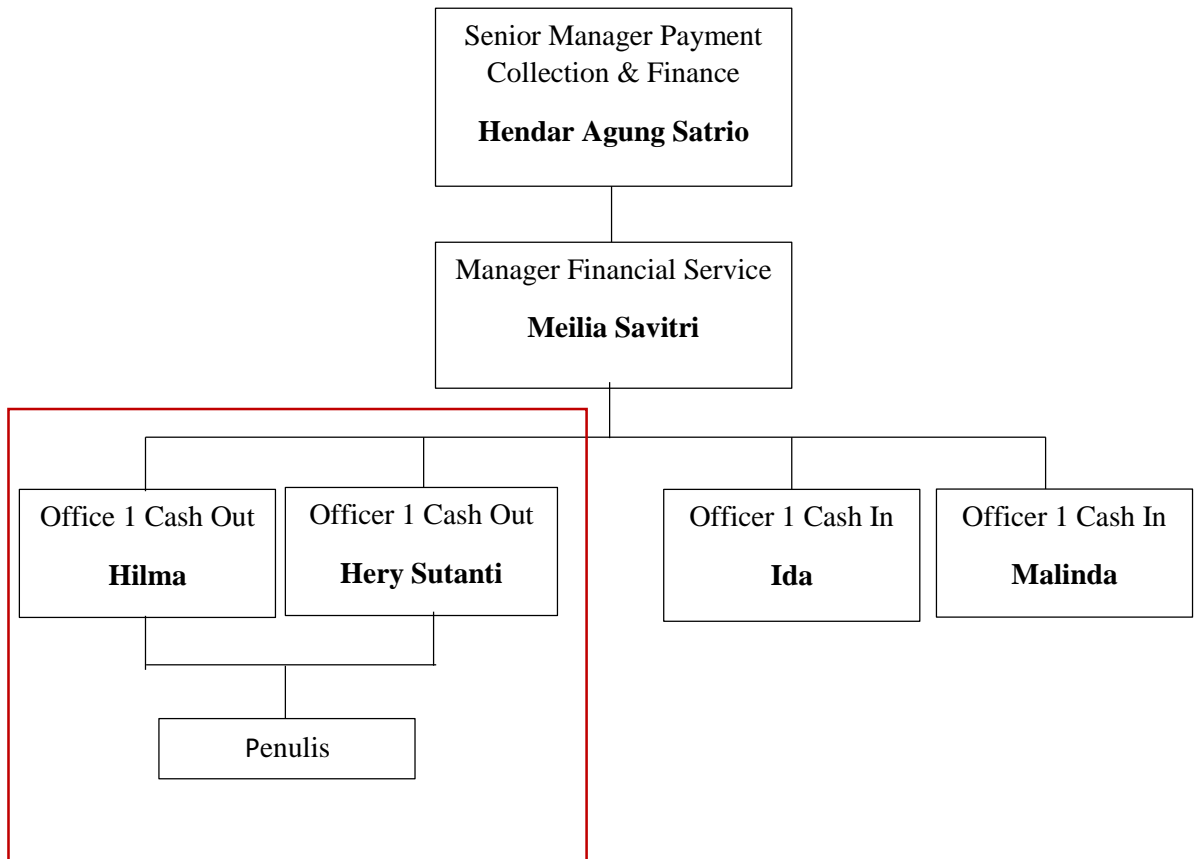 Senior Manager Payment
Collection & Finance
Hendar Agung Satrio
Manager Financial Service
Meilia Savitri
Office 1 Cash Out
Hilma
Officer 1 Cash Out
Hery Sutanti
Officer 1 Cash In
Ida
Officer 1 Cash In
Malinda
Penulis